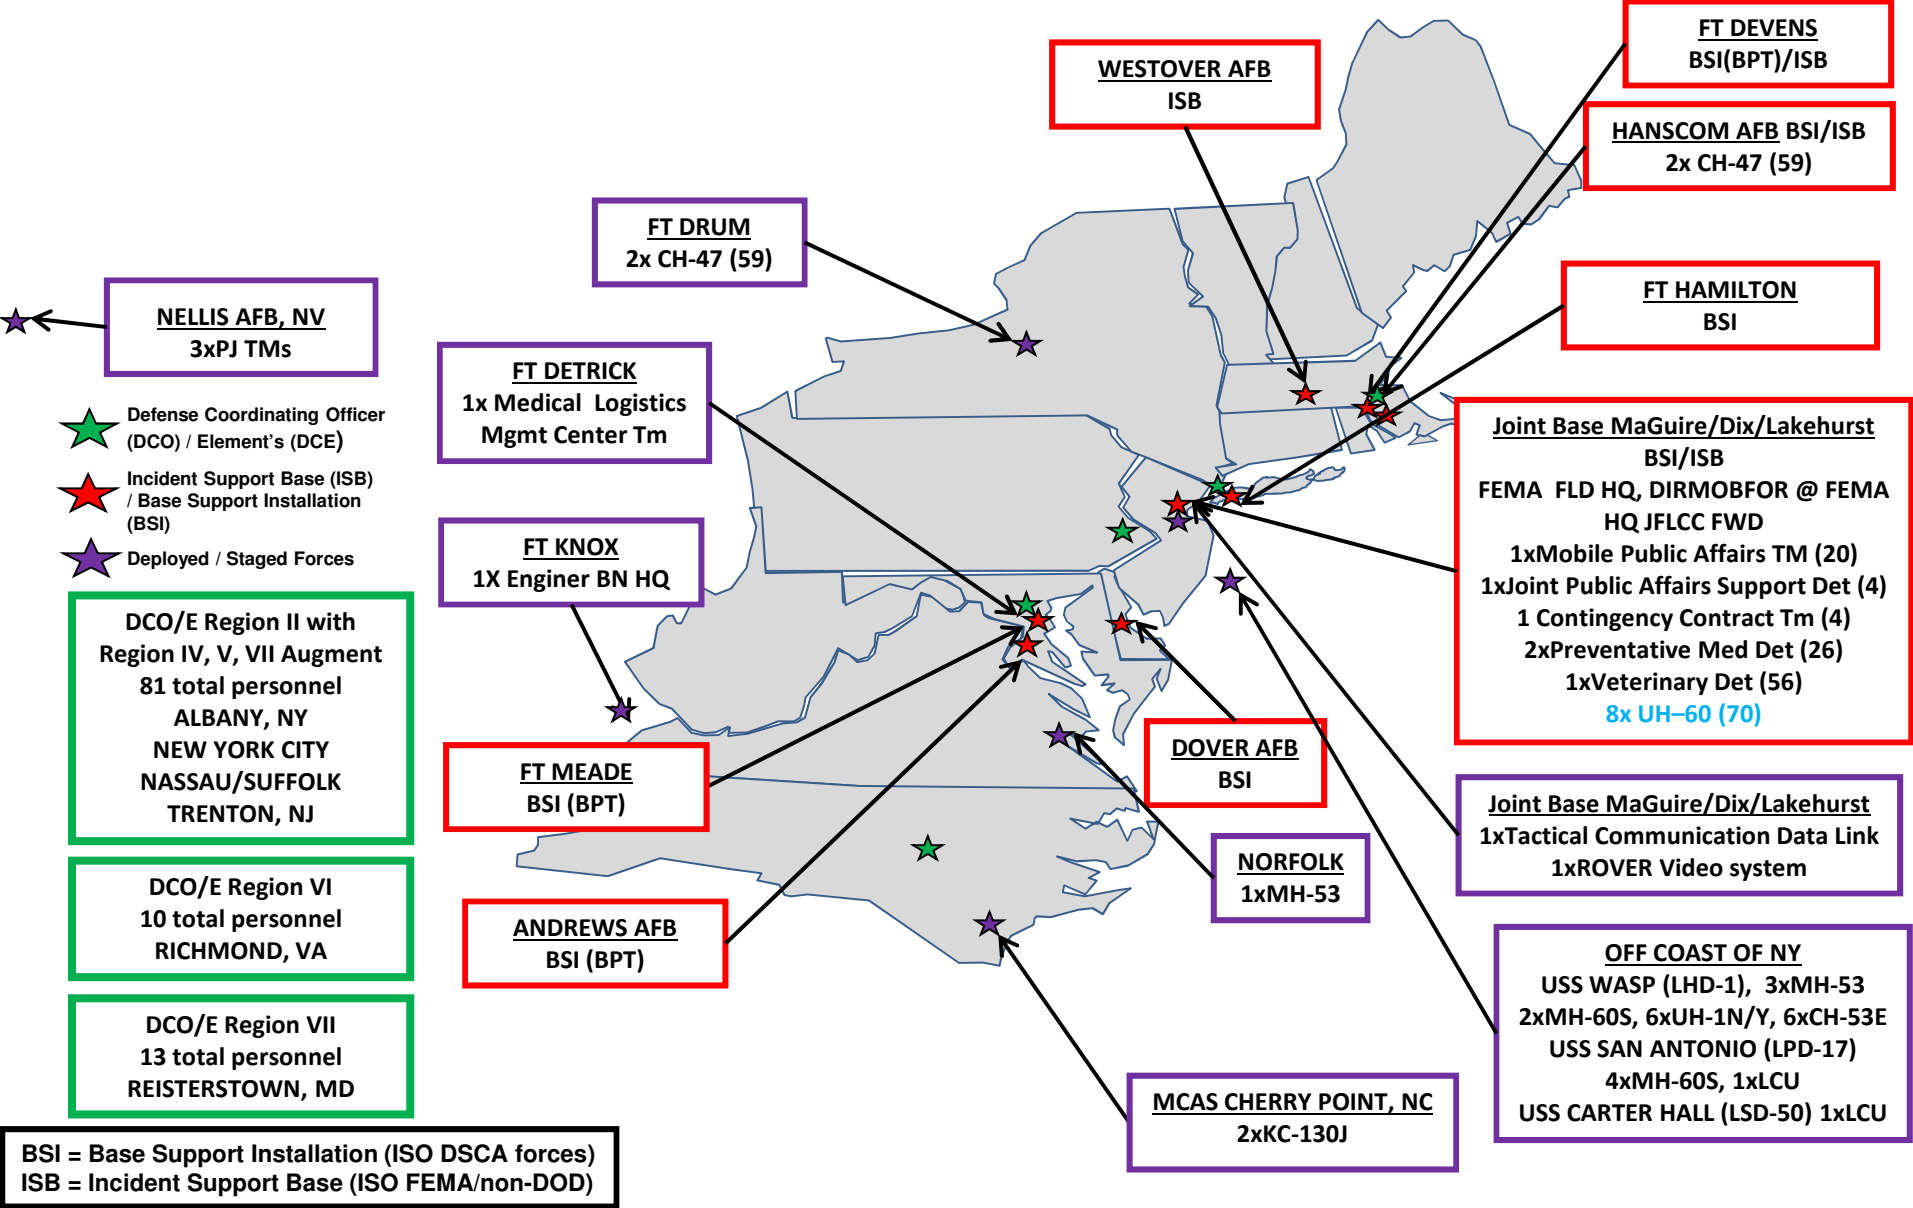 FT DEVENS
BSI(BPT)/ISB
WESTOVER AFB
ISB
HANSCOM AFB BSI/ISB
2x CH-47 (59)
FT DRUM
2x CH-47 (59)
FT HAMILTON
BSI
NELLIS AFB, NV
3xPJ TMs
FT DETRICK
1x Medical Logistics
Mgmt Center Tm
Defense Coordinating Officer
(DCO) / Element's (DCE)
Incident Support Base (ISB)
/ Base Support Installation
(BSI)
Deployed / Staged Forces
FT KNOX
1X Enginer BN HQ
Joint Base MaGuire/Dix/Lakehurst
BSI/ISB
FEMA FLD HQ, DIRMOBFOR @ FEMA
HQ JFLCC FWD
1xMobile Public Affairs TM (20)
1xJoint Public Affairs Support Det (4)
1 Contingency Contract Tm (4)
2xPreventative Med Det (26)
1xVeterinary Det (56)
8x UH–60 (70)
DCO/E Region II with
Region IV, V, VII Augment
81 total personnel
ALBANY, NY
NEW YORK CITY
NASSAU/SUFFOLK
TRENTON, NJ
FT MEADE
BSI (BPT)
DOVER AFB
BSI
Joint Base MaGuire/Dix/Lakehurst
1xTactical Communication Data Link
1xROVER Video system
NORFOLK
1xMH-53
DCO/E Region VI
10 total personnel
RICHMOND, VA
ANDREWS AFB
BSI (BPT)
OFF COAST OF NY
USS WASP (LHD-1), 3xMH-53
2xMH-60S, 6xUH-1N/Y, 6xCH-53E
USS SAN ANTONIO (LPD-17)
4xMH-60S, 1xLCU
USS CARTER HALL (LSD-50) 1xLCU
DCO/E Region VII
13 total personnel
REISTERSTOWN, MD
MCAS CHERRY POINT, NC
2xKC-130J
BSI = Base Support Installation (ISO DSCA forces)
ISB = Incident Support Base (ISO FEMA/non-DOD)